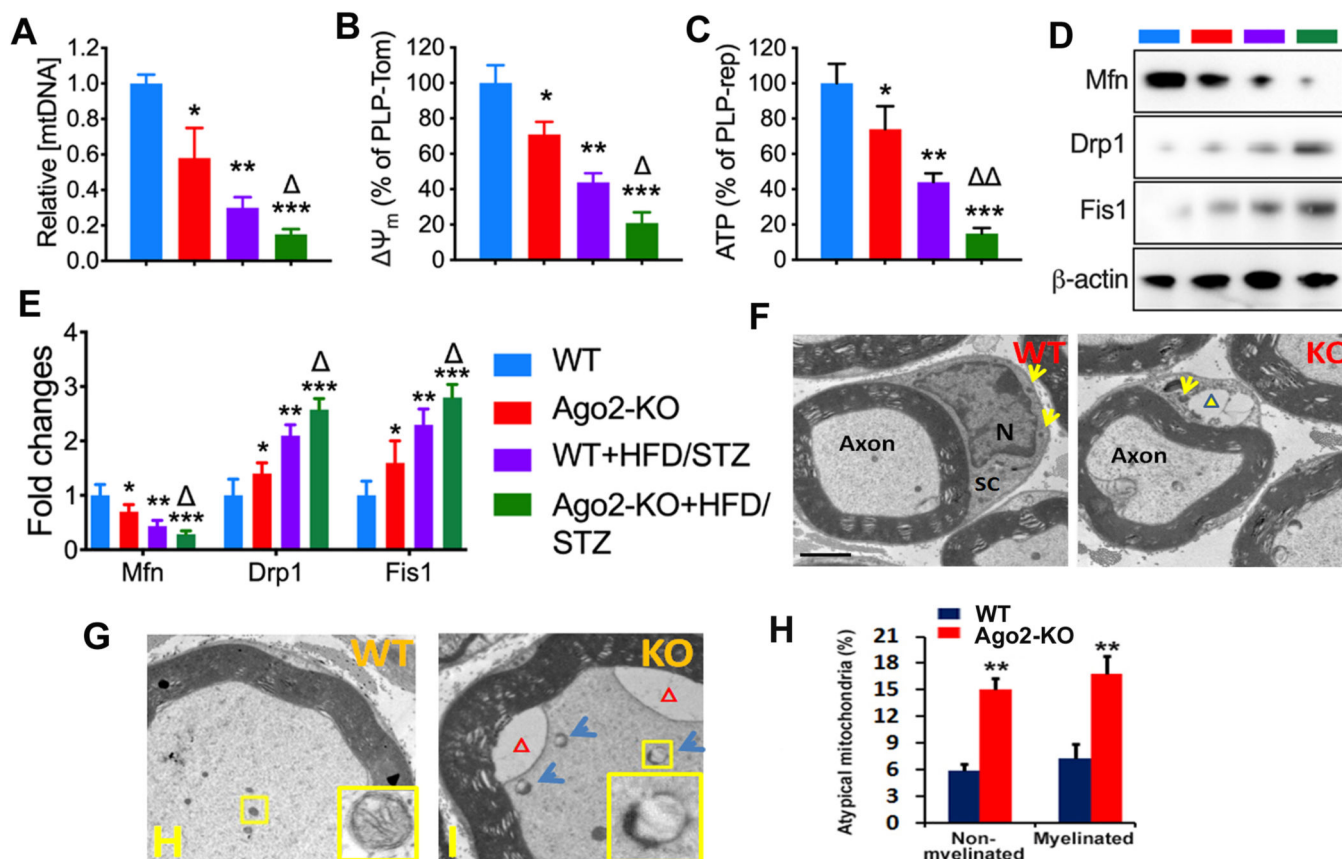 A
Relative [mtDNA]
1.2
1.0
0.8
0.6
0.4
0.2
0.0
*
**
Δ
***
B
ΔΨm (% of PLP-Tom)
120
100
80
60
40
20
0
*
**
Δ
***
C
ATP (% of PLP-rep)
120
100
80
60
40
20
0
*
**
ΔΔ
***
D
Mfn
Drp1
Fis1
β-actin
E
Fold changes
4
3
2
1
0
*
**
Δ
***
*
**
Δ
***
*
**
Δ
***
Mfn
Drp1
Fis1
WT
Ago2-KO
WT+HFD/STZ
Ago2-KO+HFD/
STZ
F
WT
Axon
N
SC
KO
Axon
Δ
G
WT
H
KO
Δ
Δ
I
H
WT
Ago2-KO
Atypical mitochondria (%)
21
18
15
12
9
6
3
0
**
**
Non-
myelinated
Myelinated